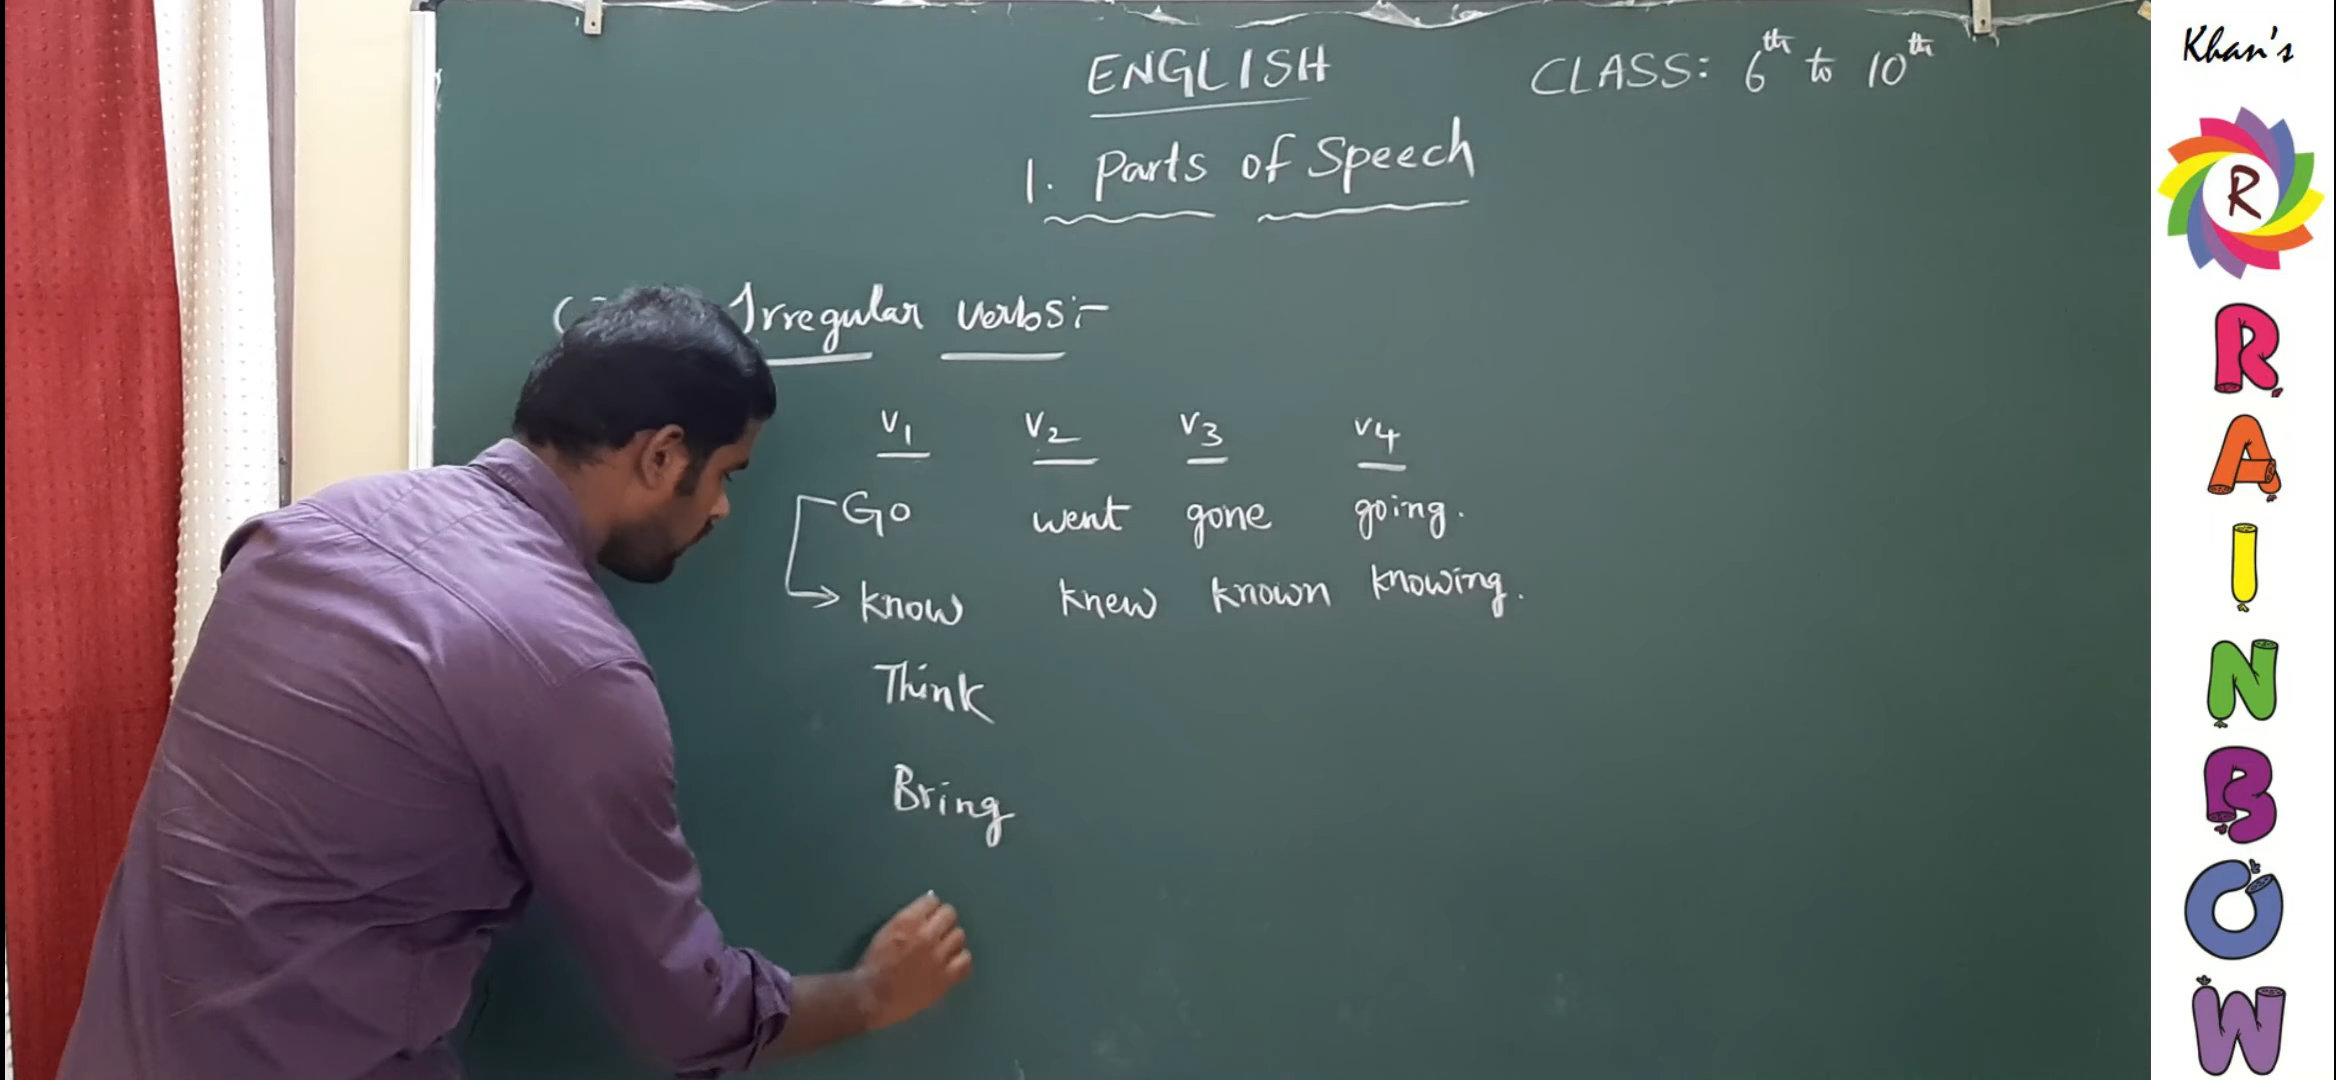 ENGLISH
CLASS: 6th to 10th
1. Parts of Speech
Irregular verbs:-
V1 V2 V3 V4
Go went gone going.
know knew known knowing.
Think
Bring
Khan's
R
RAINBOW